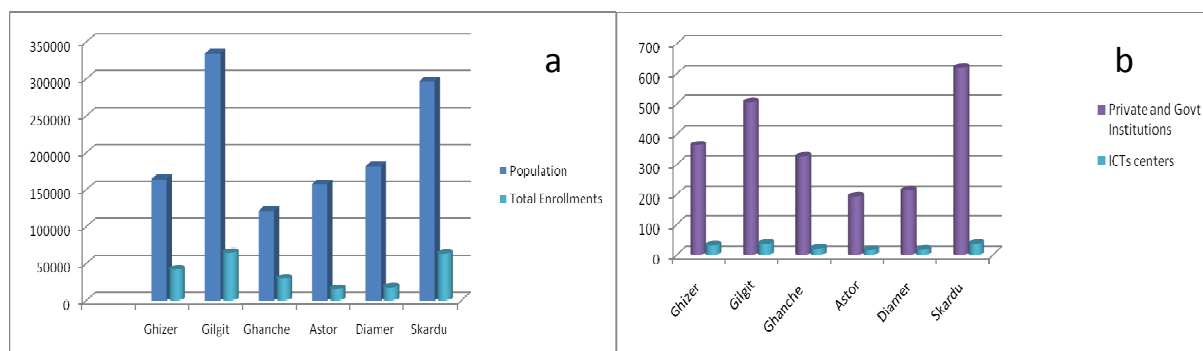 350000
300000
250000
200000
150000
100000
50000
0
Ghizer Gilgit Ghanche Astor Diamer Skardu
a
Population
Total Enrollments
700
600
500
400
300
200
100
0
Ghizer Gilgit Ghanche Astor Diamer Skardu
b
Private and Govt
Institutions
ICTs centers